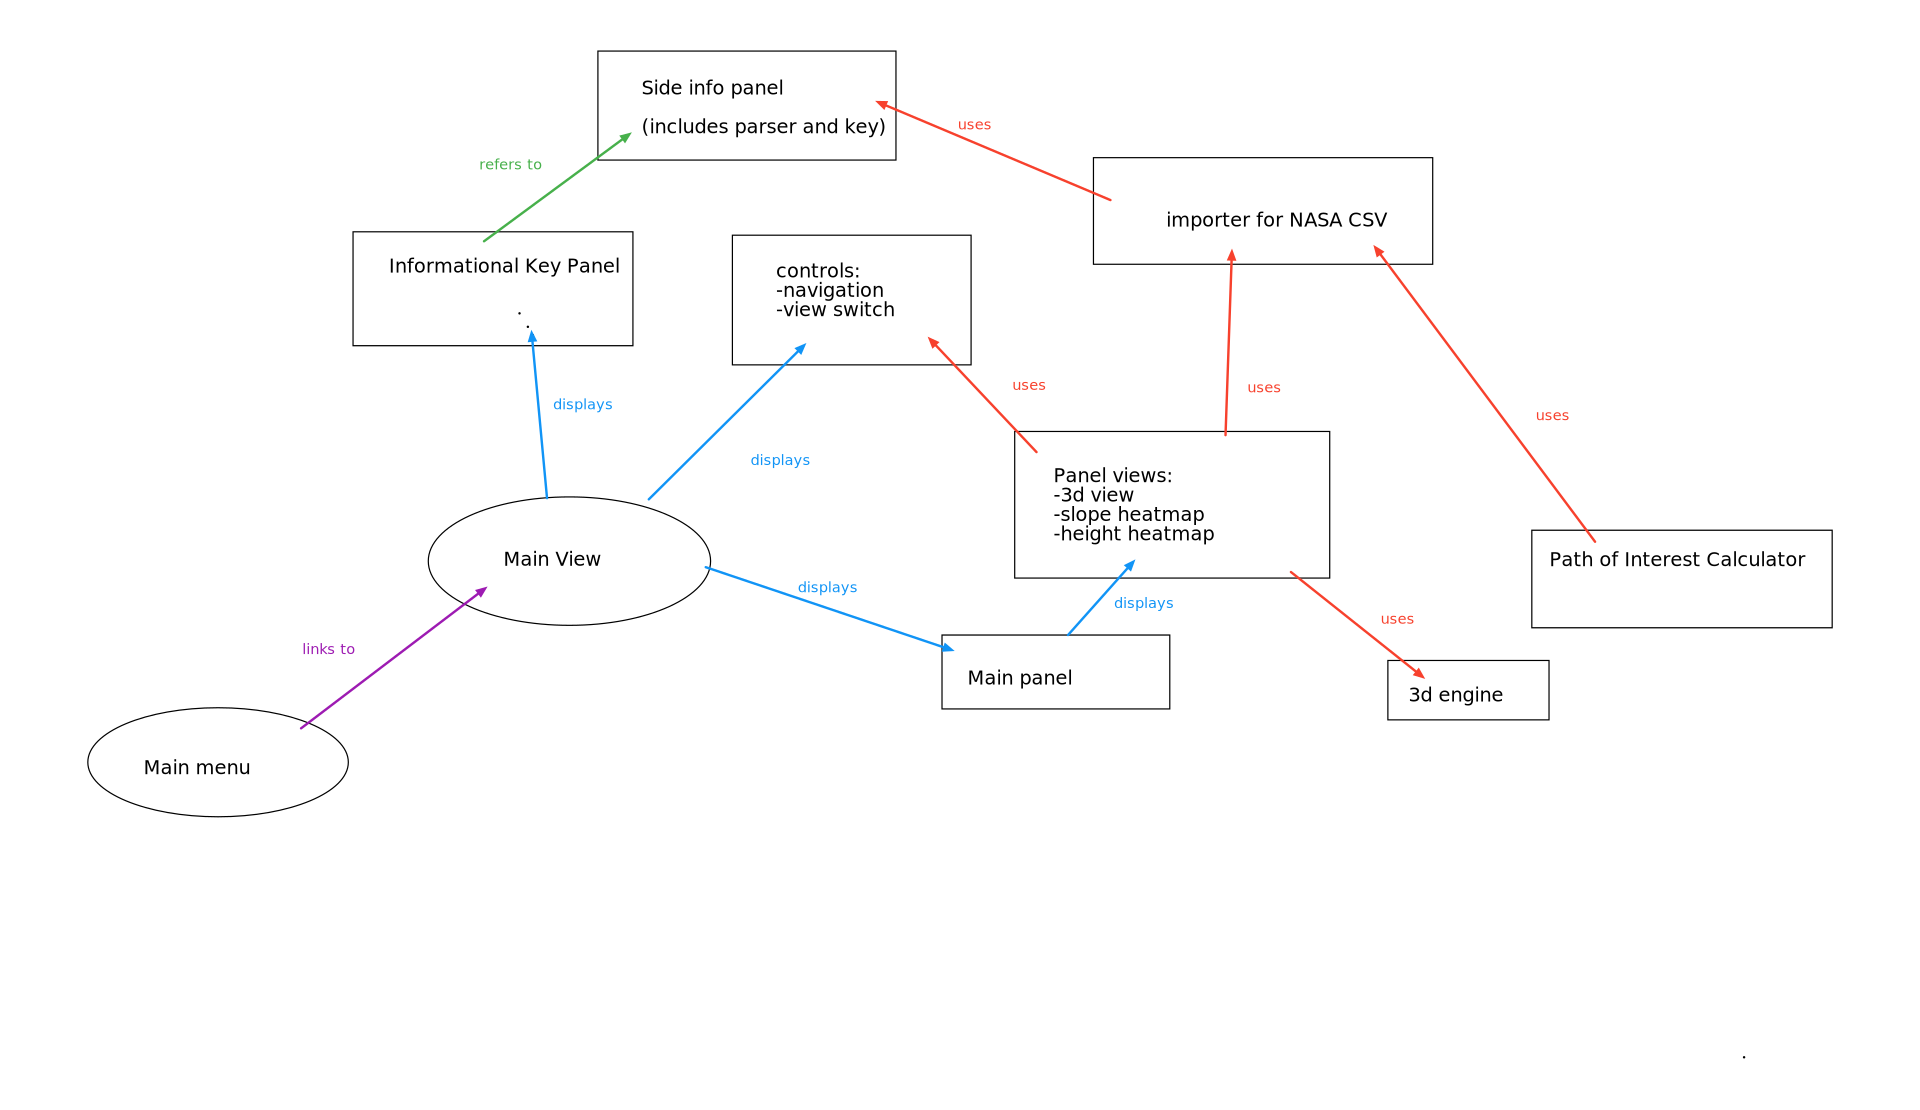 Side info panel
(includes parser and key)
uses
refers to
importer for NASA CSV
Informational Key Panel
.
.
controls:
-navigation
-view switch
displays
displays
uses
uses
uses
Panel views:
-3d view
-slope heatmap
-height heatmap
Main View
displays
displays
Path of Interest Calculator
links to
Main panel
uses
3d engine
Main menu
.